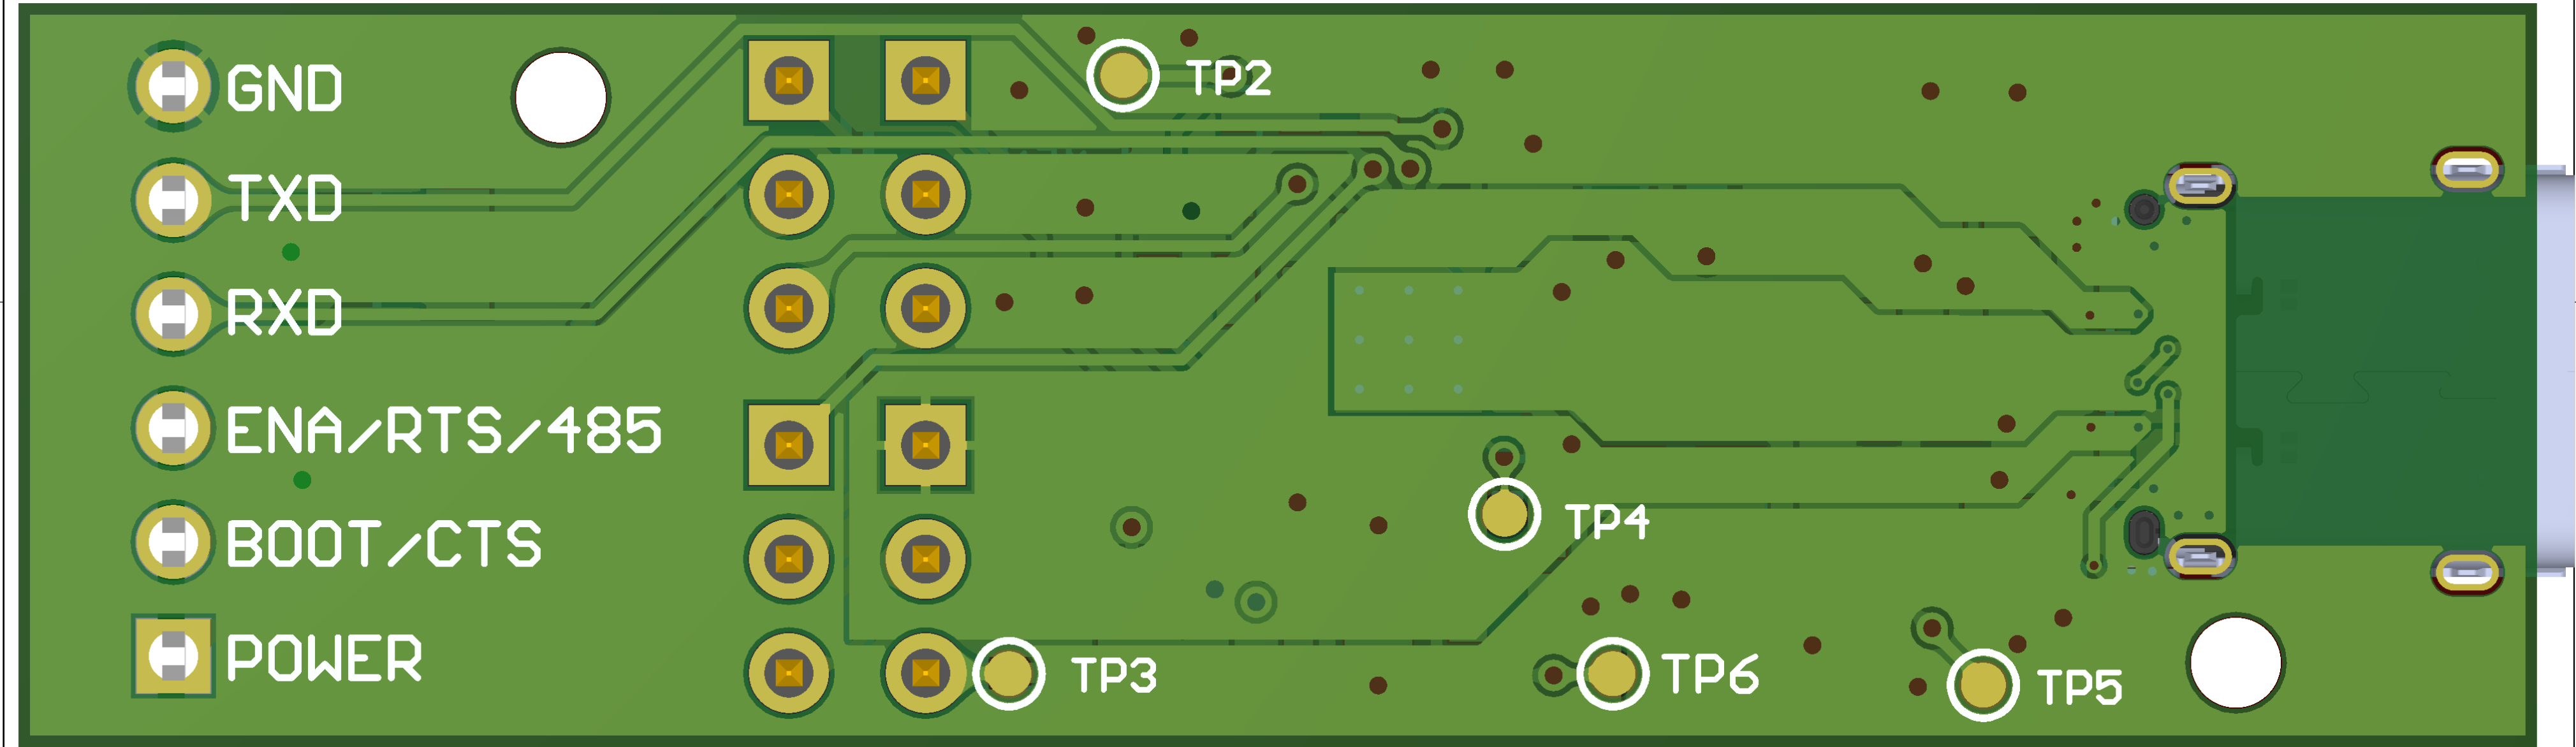 GND
TP2
TXD
RXD
ENA/RTS/485
TP4
BOOT/CTS
POWER
TP3
TP6
TP5